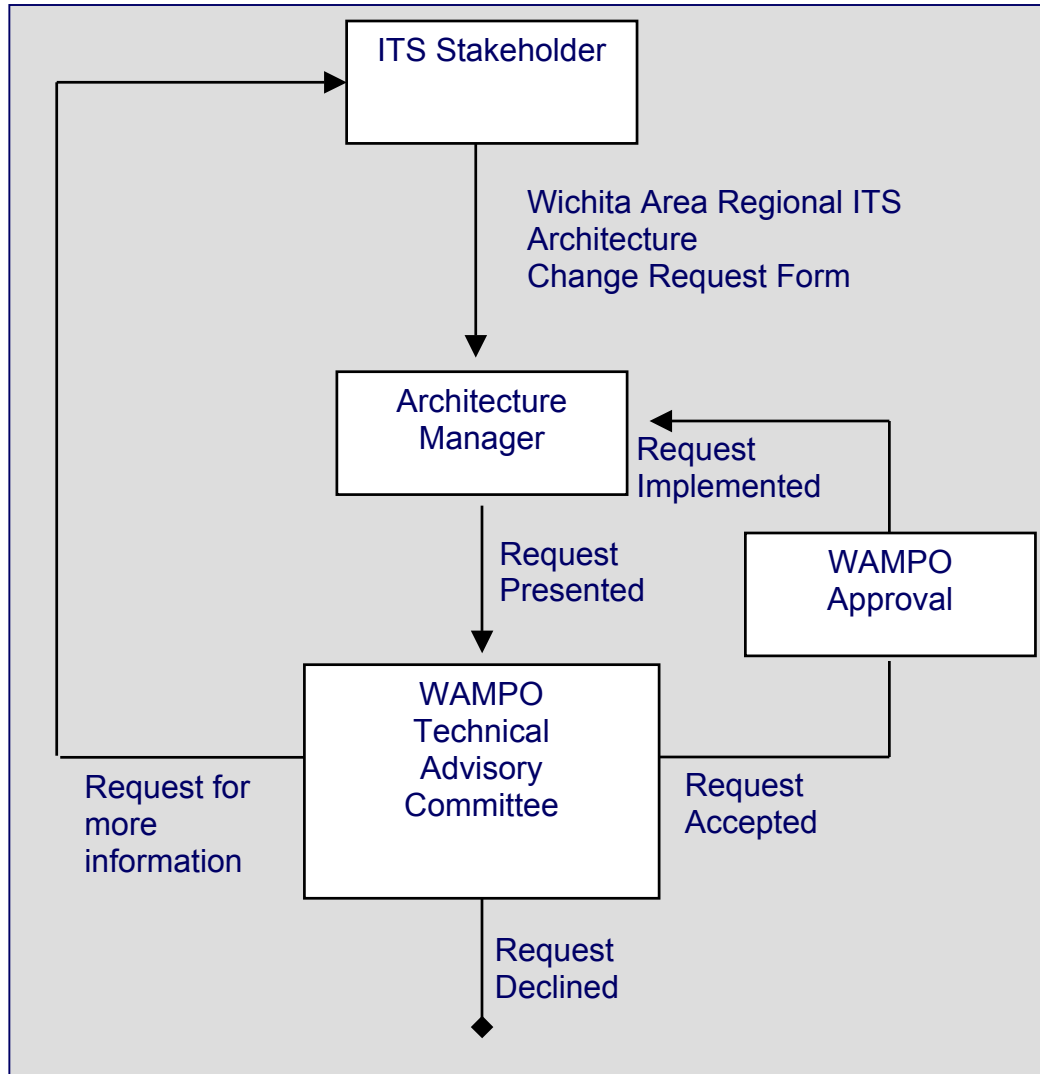 ITS Stakeholder
Wichita Area Regional ITS
Architecture
Change Request Form
Architecture
Manager
Request
Implemented
Request
Presented
WAMPO
Approval
WAMPO
Technical
Advisory
Committee
Request for
more
information
Request
Accepted
Request
Declined